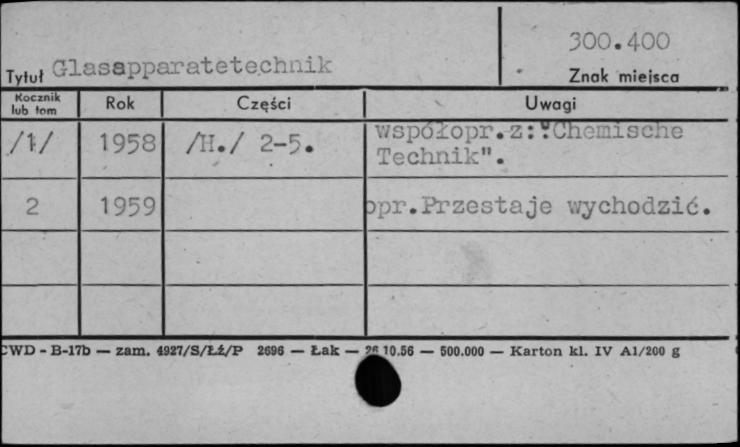 300.400
Tytuł Glasapparatetechnik
Znak miejsca
Rocznik lub tom Rok Części Uwagi
/1/ 1958 /H./ 2-5. współopr.z:"Chemische
Technik".
2 1959 opr.Przestaje wychodzić.
CWD - B-17b — zam. 4927/S/Łź/P 2696 — Łak — 26 10.56 — 500.000 — Karton kl. IV A1/200 g